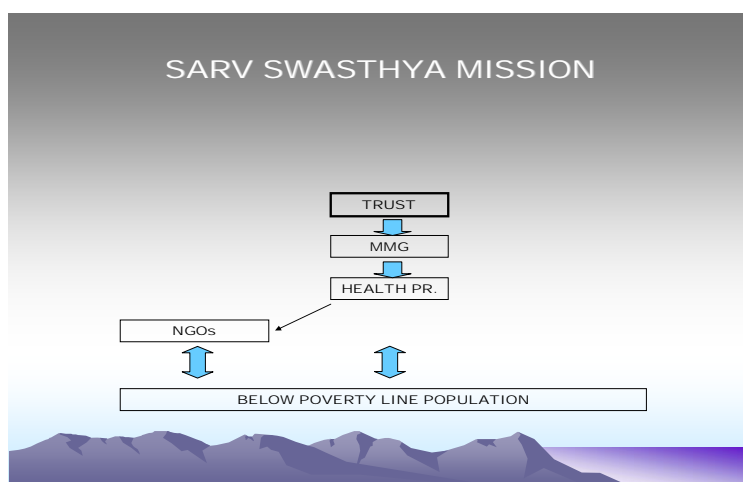 SARV SWASTHYA MISSION
TRUST
MMG
HEALTH PR.
NGOs
BELOW POVERTY LINE POPULATION